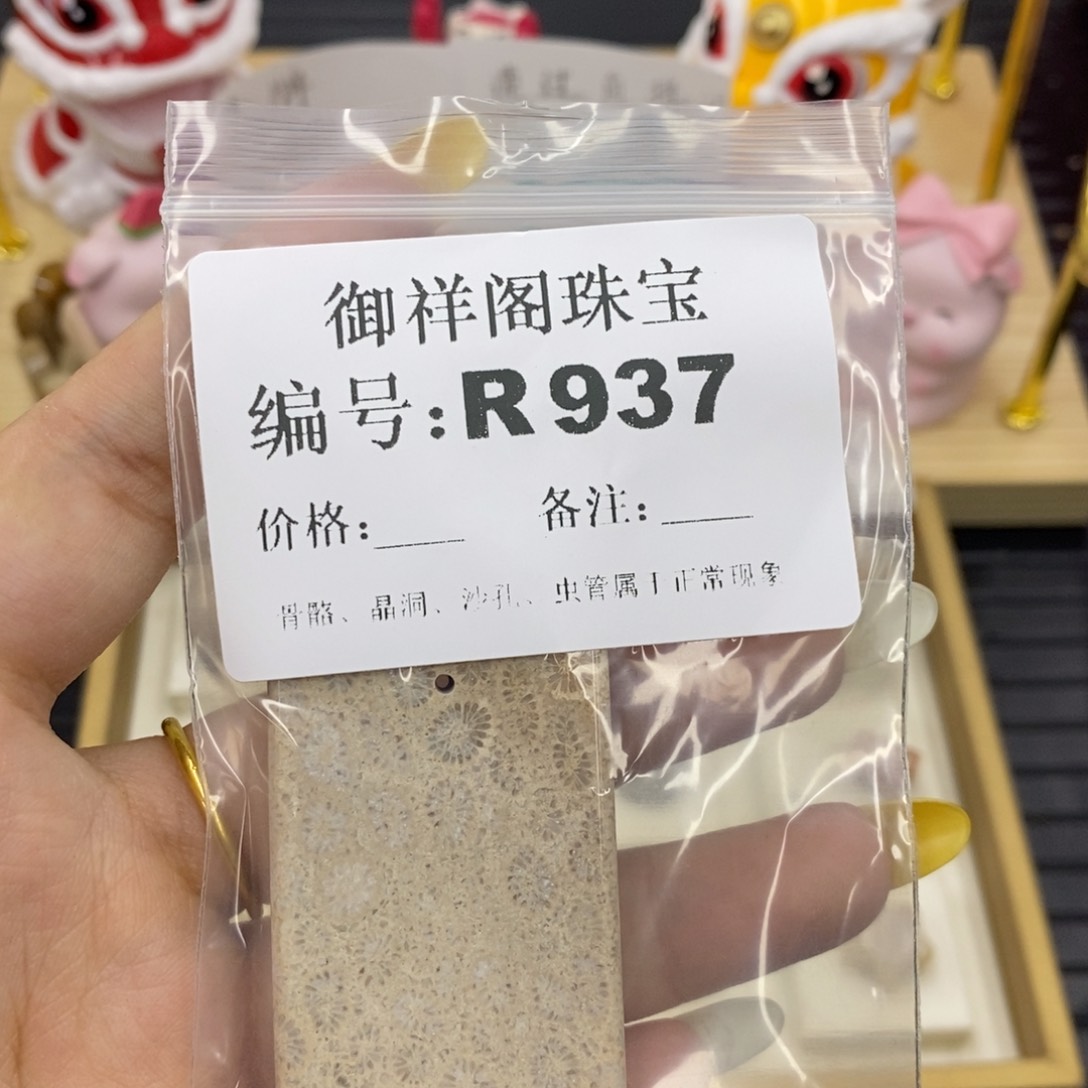 御祥阁珠宝
编号:R937
价格:____ 备注:____
骨骼、晶洞、沙孔、虫管属于正常现象